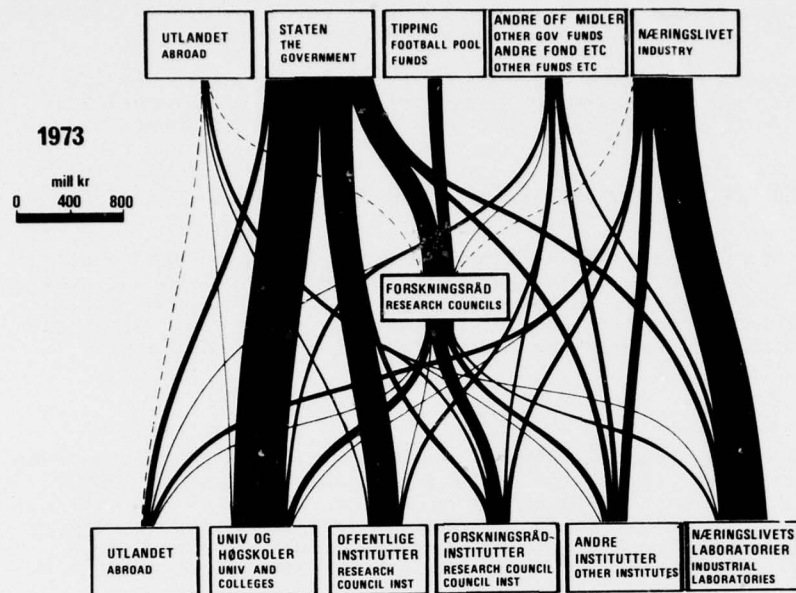 UTLANDET
ABROAD
STATEN
THE
GOVERNMENT
TIPPING
FOOTBALL POOL
FUNDS
ANDRE OFF MIDLER
OTHER GOV FUNDS
ANDRE FOND ETC
OTHER FUNDS ETC
NÆRINGSLIVET
INDUSTRY
1973
mill kr
0 400 800
FORSKNINGSRÅD
RESEARCH COUNCILS
UTLANDET
ABROAD
UNIV OG
HØGSKOLER
UNIV AND
COLLEGES
OFFENTLIGE
INSTITUTTER
RESEARCH
COUNCIL INST
FORSKNINGSRÅD-
INSTITUTTER
RESEARCH COUNCIL
COUNCIL INST
ANDRE
INSTITUTTER
OTHER INSTITUTES
NÆRINGSLIVETS
LABORATORIER
INDUSTRIAL
LABORATORIES